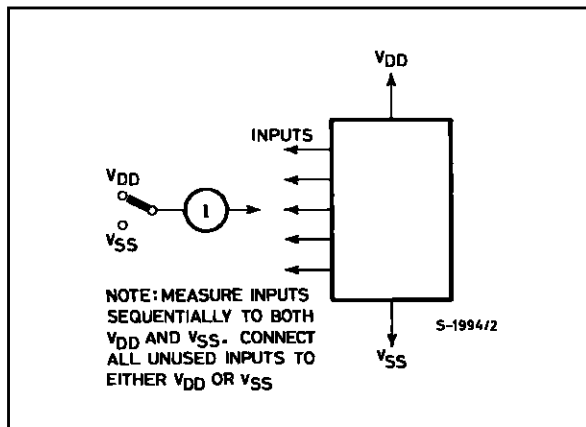 VDD
INPUTS
VDD
I
VSS
NOTE: MEASURE INPUTS
SEQUENTIALLY TO BOTH
VDD AND VSS. CONNECT
ALL UNUSED INPUTS TO
EITHER VDD OR VSS
S-1994/2
VSS